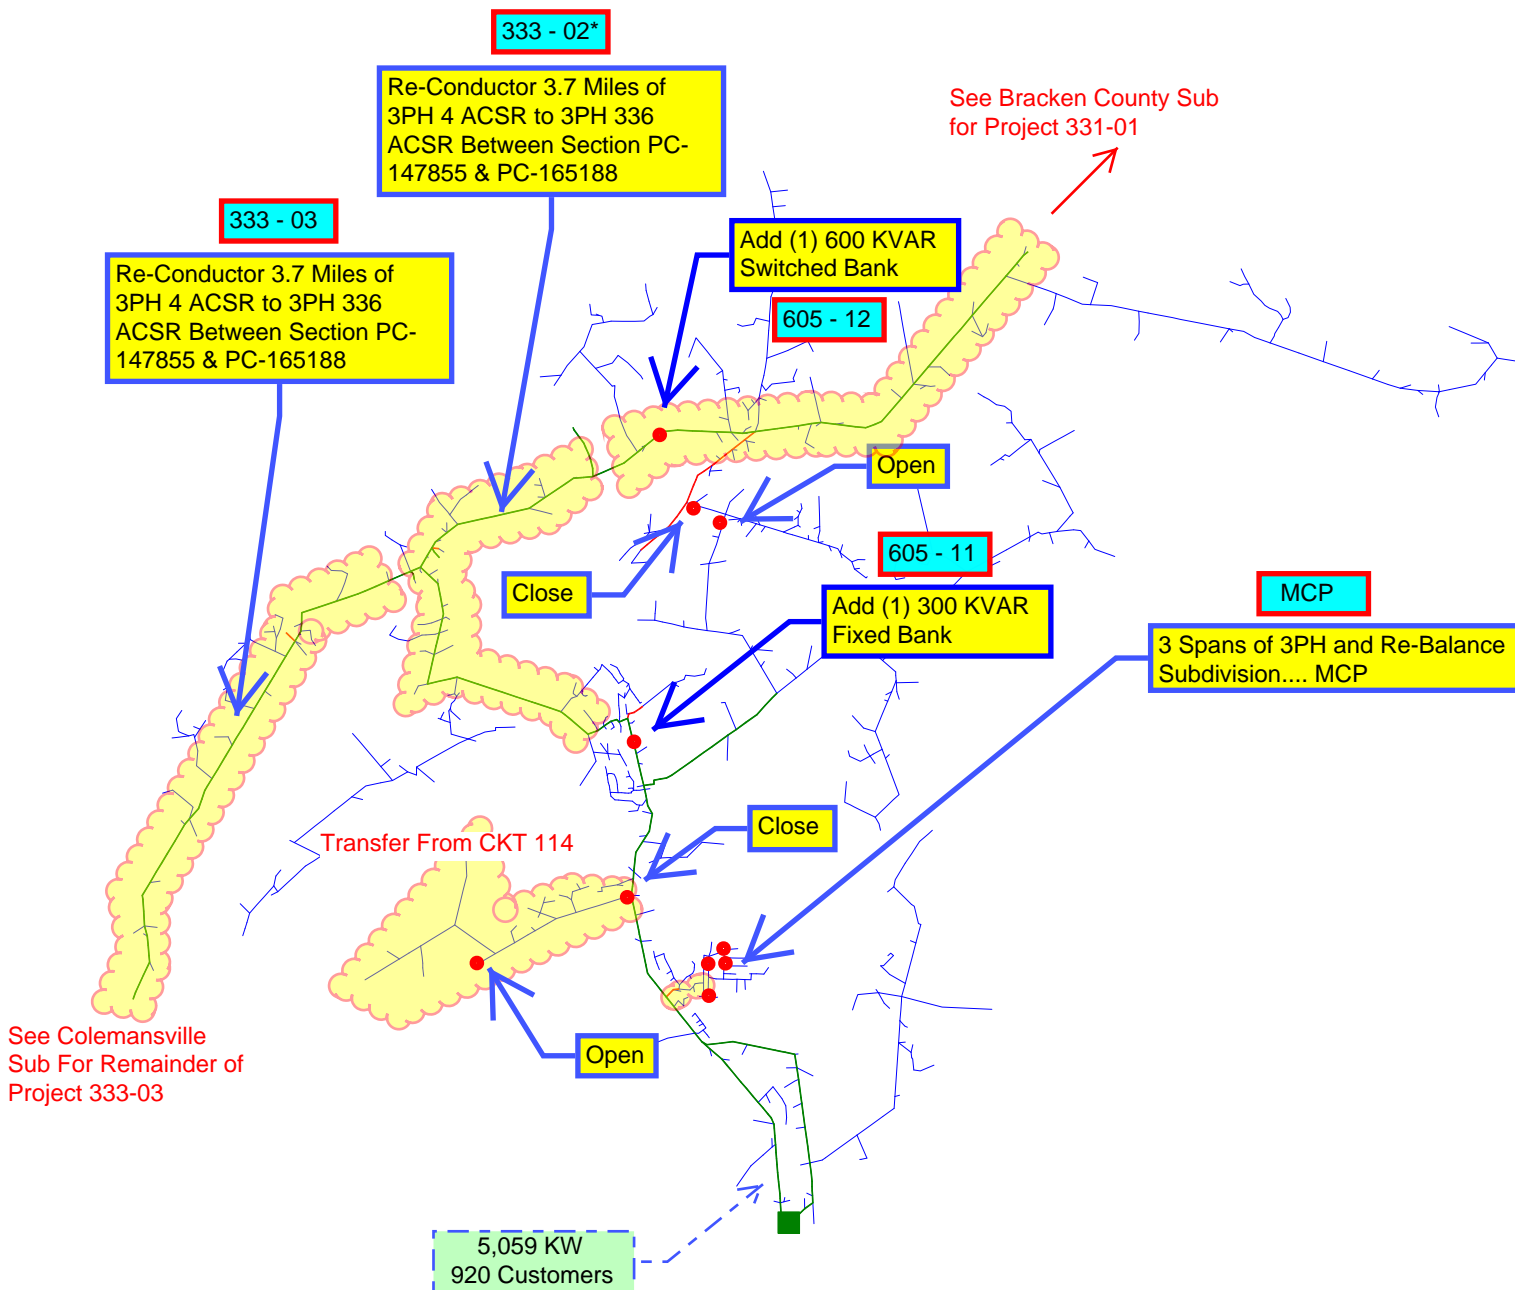 333 - 02*
Re-Conductor 3.7 Miles of
3PH 4 ACSR to 3PH 336
ACSR Between Section PC-
147855 & PC-165188
See Bracken County Sub
for Project 331-01
333 - 03
Re-Conductor 3.7 Miles of
3PH 4 ACSR to 3PH 336
ACSR Between Section PC-
147855 & PC-165188
Add (1) 600 KVAR
Switched Bank
605 - 12
Open
605 - 11
Close
Add (1) 300 KVAR
Fixed Bank
MCP
3 Spans of 3PH and Re-Balance
Subdivision.... MCP
Transfer From CKT 114
Close
See Colemansville
Sub For Remainder of
Project 333-03
Open
5,059 KW
920 Customers